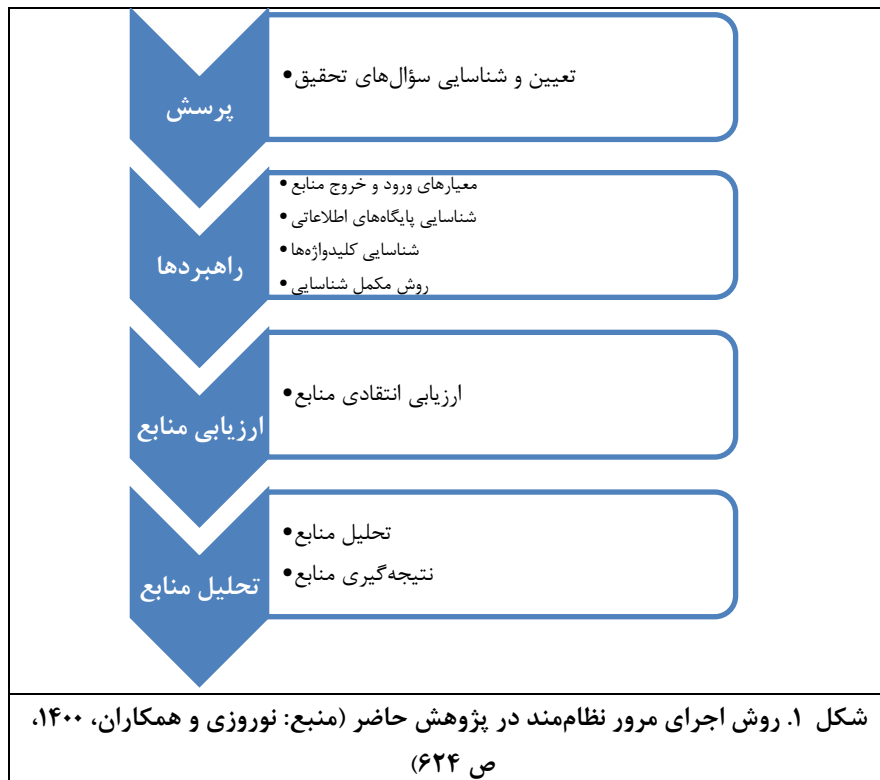 پرسش
•تعیین و شناسایی سؤال‌های تحقیق
راهبردها
•معیارهای ورود و خروج منابع
•شناسایی پایگاه‌های اطلاعاتی
•شناسایی کلیدواژه‌ها
•روش مکمل شناسایی
ارزیابی منابع
•ارزیابی انتقادی منابع
تحلیل منابع
•تحلیل منابع
•نتیجه‌گیری منابع
شکل ۱. روش اجرای مرور نظام‌مند در پژوهش حاضر (منبع: نوروزی و همکاران، ۱۴۰۰،
ص ۶۲۴)